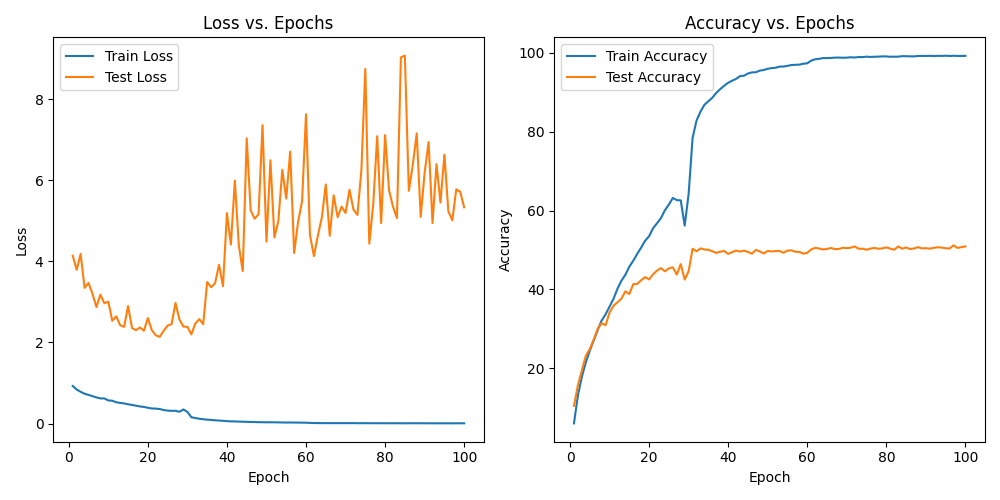 Loss vs. Epochs
Train Loss
Test Loss
8
6
4
2
0
Loss
0 20 40 60 80 100
Epoch
Accuracy vs. Epochs
Train Accuracy
Test Accuracy
100
80
60
40
20
Accuracy
0 20 40 60 80 100
Epoch